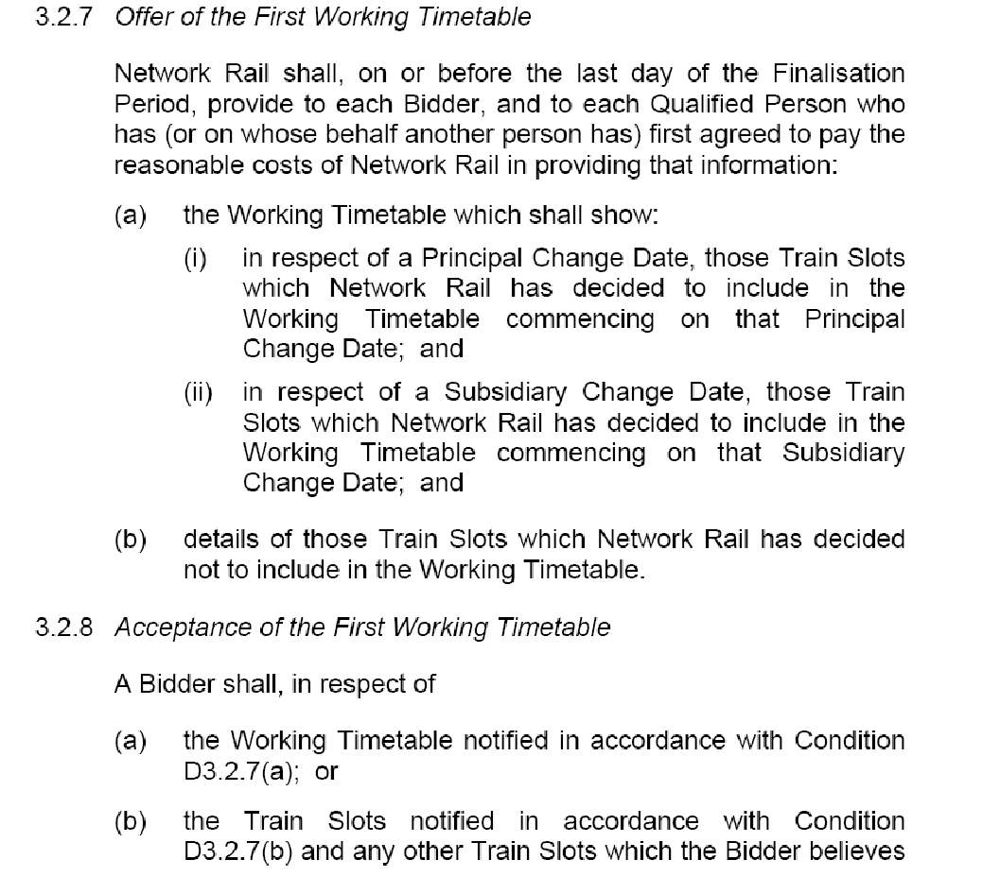 3.2.7 Offer of the First Working Timetable
Network Rail shall, on or before the last day of the Finalisation
Period, provide to each Bidder, and to each Qualified Person who
has (or on whose behalf another person has) first agreed to pay the
reasonable costs of Network Rail in providing that information:
(a) the Working Timetable which shall show:
(i) in respect of a Principal Change Date, those Train Slots
which Network Rail has decided to include in the
Working Timetable commencing on that Principal
Change Date; and
(ii) in respect of a Subsidiary Change Date, those Train
Slots which Network Rail has decided to include in the
Working Timetable commencing on that Subsidiary
Change Date; and
(b) details of those Train Slots which Network Rail has decided
not to include in the Working Timetable.
3.2.8 Acceptance of the First Working Timetable
A Bidder shall, in respect of
(a) the Working Timetable notified in accordance with Condition
D3.2.7(a); or
(b) the Train Slots notified in accordance with Condition
D3.2.7(b) and any other Train Slots which the Bidder believes